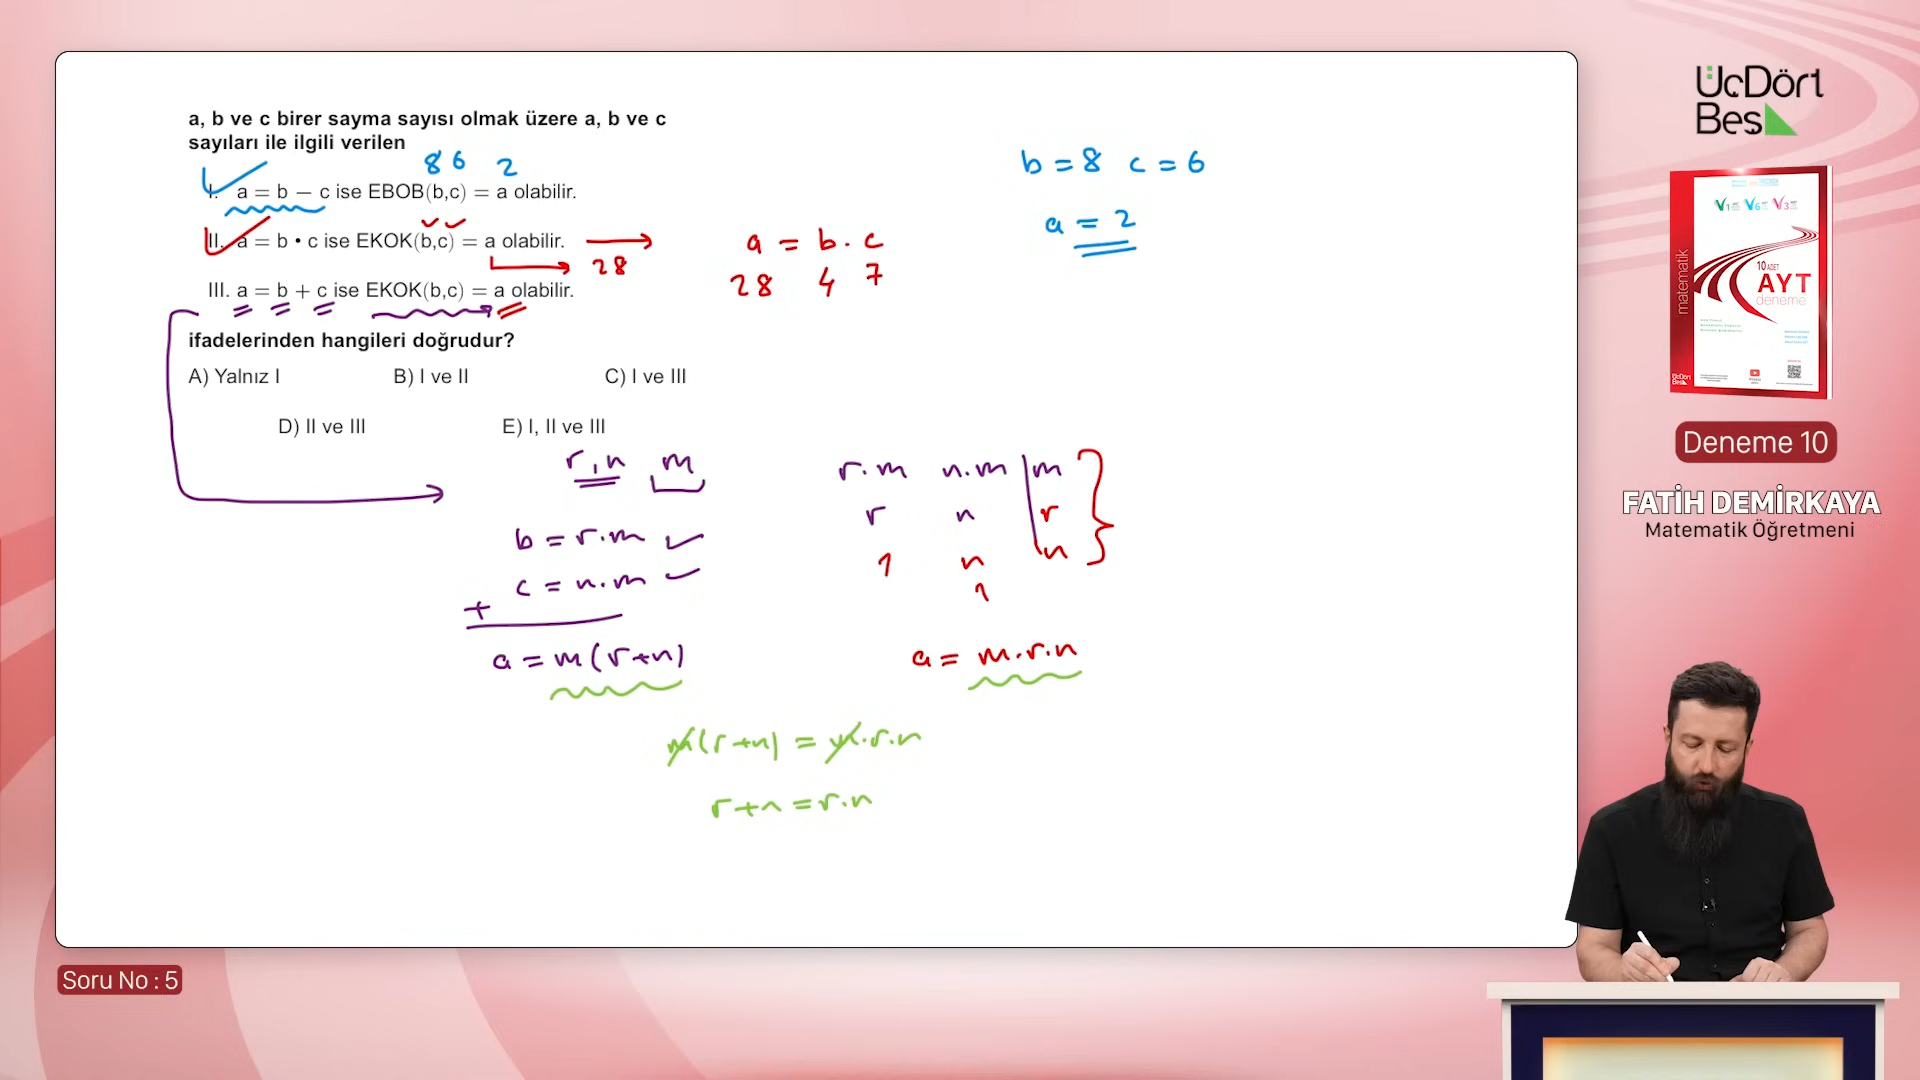 a, b ve c birer sayma sayısı olmak üzere a, b ve c
sayıları ile ilgili verilen
8 6 2
I. a = b − c ise EBOB(b,c) = a olabilir.
II. a = b • c ise EKOK(b,c) = a olabilir.
28
III. a = b + c ise EKOK(b,c) = a olabilir.
ifadelerinden hangileri doğrudur?
A) Yalnız I B) I ve II C) I ve III
D) II ve III E) I, II ve III
b = 8 c = 6
a = 2
a = b . c
28 4 7
r, n m
b = r.m
c = n.m
+
a = m(r+n)
r.m n.m | m
r n | r
1 n | n
1
a = m.r.n
m(r+n) = m.r.n
r+n = r.n
ÜçDört
Beş
matematik
10 ADET
AYT
deneme
Deneme 10
FATİH DEMİRKAYA
Matematik Öğretmeni
Soru No : 5